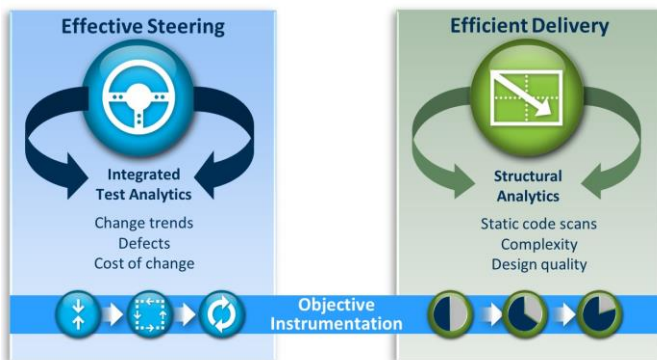 Effective Steering
Integrated
Test Analytics
Change trends
Defects
Cost of change
Efficient Delivery
Structural
Analytics
Static code scans
Complexity
Design quality
Objective
Instrumentation